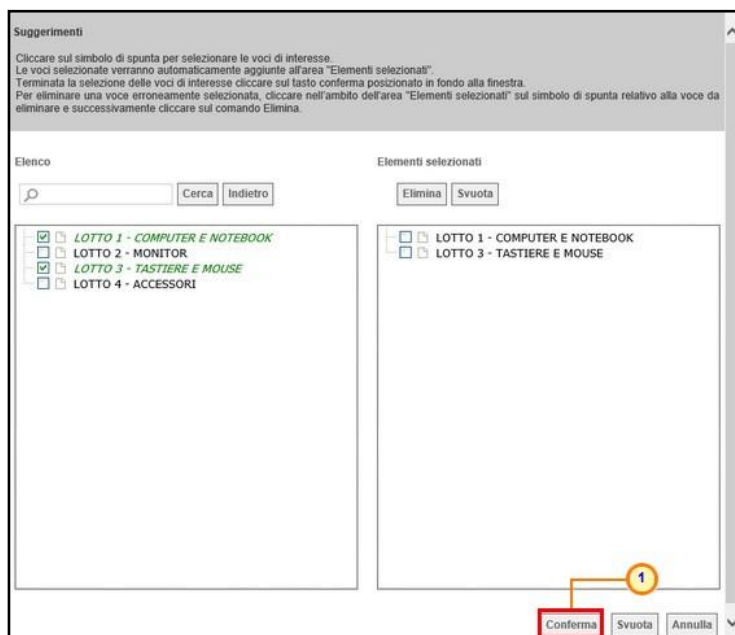 Suggerimenti
Cliccare sul simbolo di spunta per selezionare le voci di interesse.
Le voci selezionate verranno automaticamente aggiunte all'area "Elementi selezionati".
Terminata la selezione delle voci di interesse cliccare sul tasto conferma posizionato in fondo alla finestra.
Per eliminare una voce erroneamente selezionata, cliccare nell'ambito dell'area "Elementi selezionati" sul simbolo di spunta relativo alla voce da
eliminare e successivamente cliccare sul comando Elimina.
Elenco
Cerca Indietro
LOTTO 1 - COMPUTER E NOTEBOOK
LOTTO 2 - MONITOR
LOTTO 3 - TASTIERE E MOUSE
LOTTO 4 - ACCESSORI
Elementi selezionati
Elimina Svuota
LOTTO 1 - COMPUTER E NOTEBOOK
LOTTO 3 - TASTIERE E MOUSE
1
Conferma Svuota Annulla